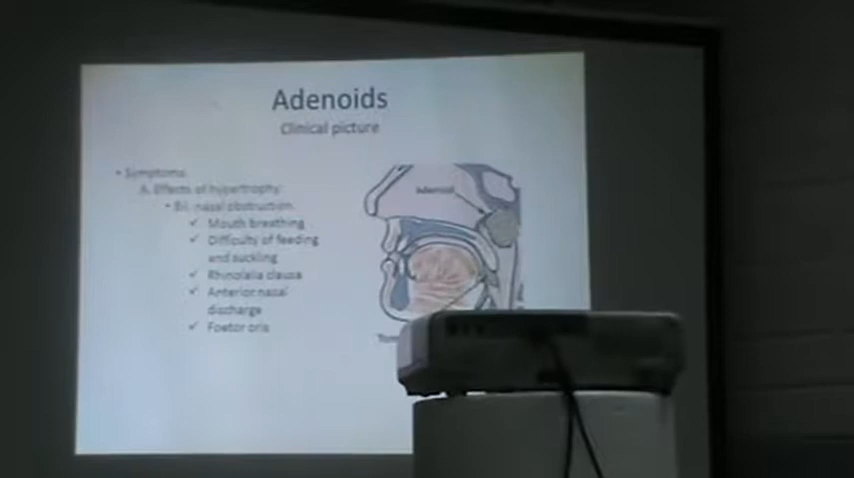 Adenoids
Clinical picture
• Symptoms
A. Effects of hypertrophy:
• Bil. nasal obstruction
✓ Mouth breathing
✓ Difficulty of feeding
and suckling
✓ Rhinolalia clausa
✓ Anterior nasal
discharge
✓ Foetor oris
Adenoid